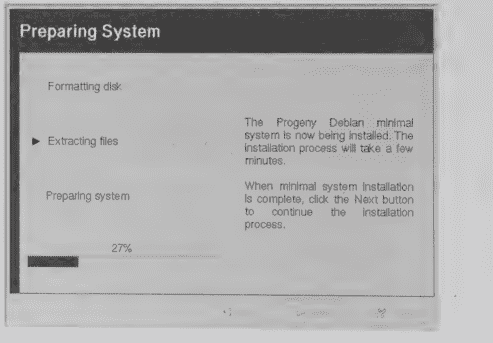 Preparing System
Formatting disk
Extracting files
Preparing system
27%
The Progeny Debian minimal
system is now being installed. The
installation process will take a few
minutes.
When minimal system installation
is complete, click the Next button
to continue the installation
process.